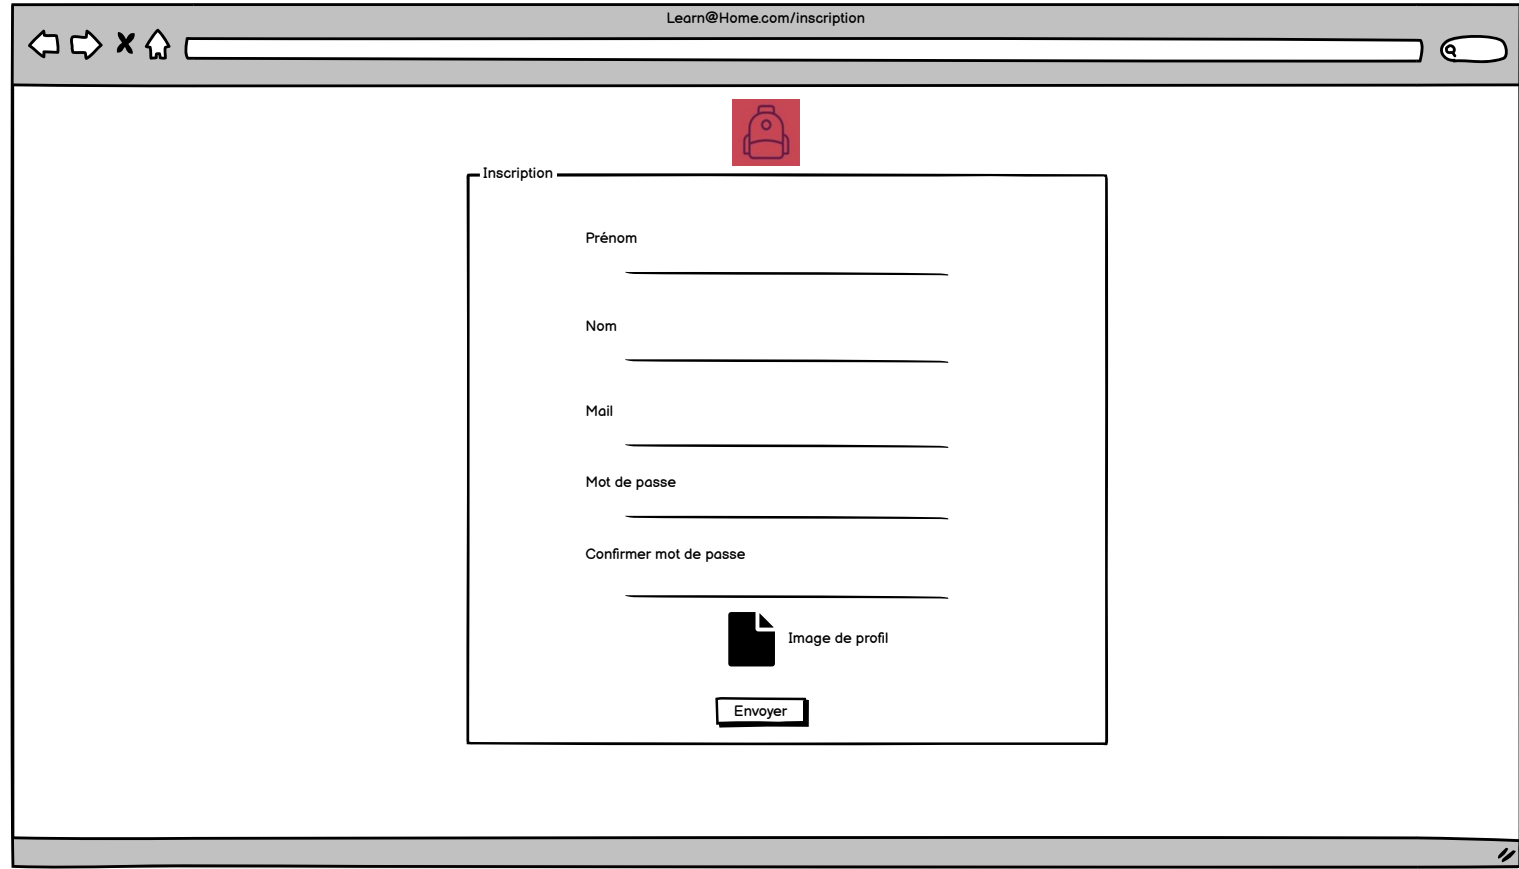 Learn@Home.com/inscription
Inscription
Prénom
Nom
Mail
Mot de passe
Confirmer mot de passe
Image de profil
Envoyer